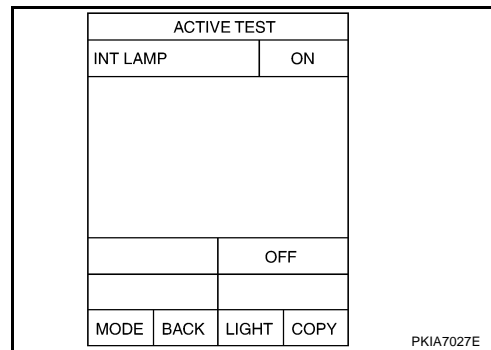 ACTIVE TEST
INT LAMP ON
OFF
MODE BACK LIGHT COPY
PKIA7027E